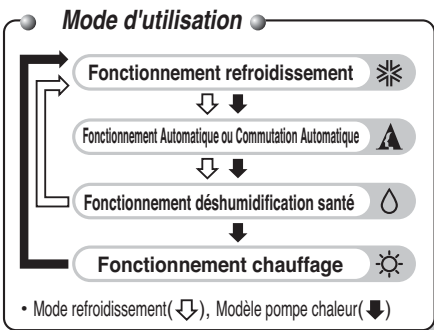 Mode d'utilisation
Fonctionnement refroidissement
Fonctionnement Automatique ou Commutation Automatique
A
Fonctionnement déshumidification santé
Fonctionnement chauffage
• Mode refroidissement( ), Modèle pompe chaleur( )